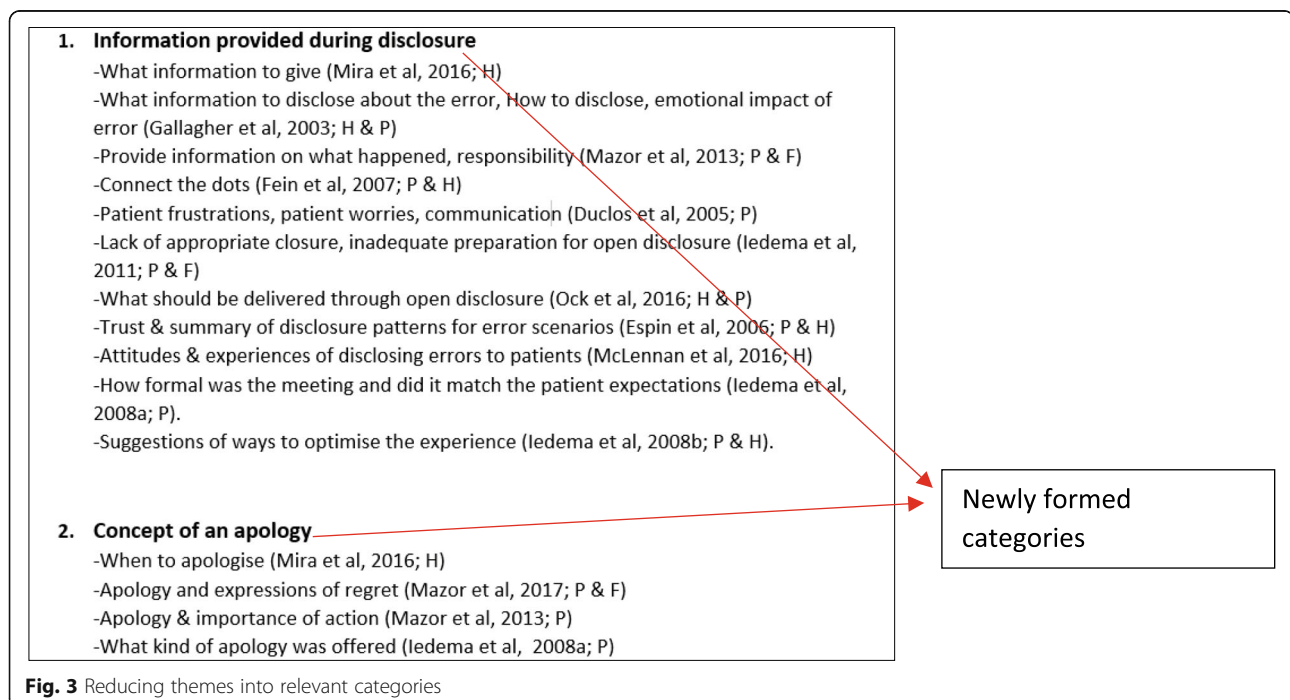 1. Information provided during disclosure
-What information to give (Mira et al, 2016; H)
-What information to disclose about the error, How to disclose, emotional impact of
error (Gallagher et al, 2003; H & P)
-Provide information on what happened, responsibility (Mazor et al, 2013; P & F)
-Connect the dots (Fein et al, 2007; P & H)
-Patient frustrations, patient worries, communication (Duclos et al, 2005; P)
-Lack of appropriate closure, inadequate preparation for open disclosure (Iedema et al,
2011; P & F)
-What should be delivered through open disclosure (Ock et al, 2016; H & P)
-Trust & summary of disclosure patterns for error scenarios (Espin et al, 2006; P & H)
-Attitudes & experiences of disclosing errors to patients (McLennan et al, 2016; H)
-How formal was the meeting and did it match the patient expectations (Iedema et al,
2008a; P).
-Suggestions of ways to optimise the experience (Iedema et al, 2008b; P & H).
Newly formed
categories
2. Concept of an apology
-When to apologise (Mira et al, 2016; H)
-Apology and expressions of regret (Mazor et al, 2017; P & F)
-Apology & importance of action (Mazor et al, 2013; P)
-What kind of apology was offered (Iedema et al, 2008a; P)
Fig. 3 Reducing themes into relevant categories